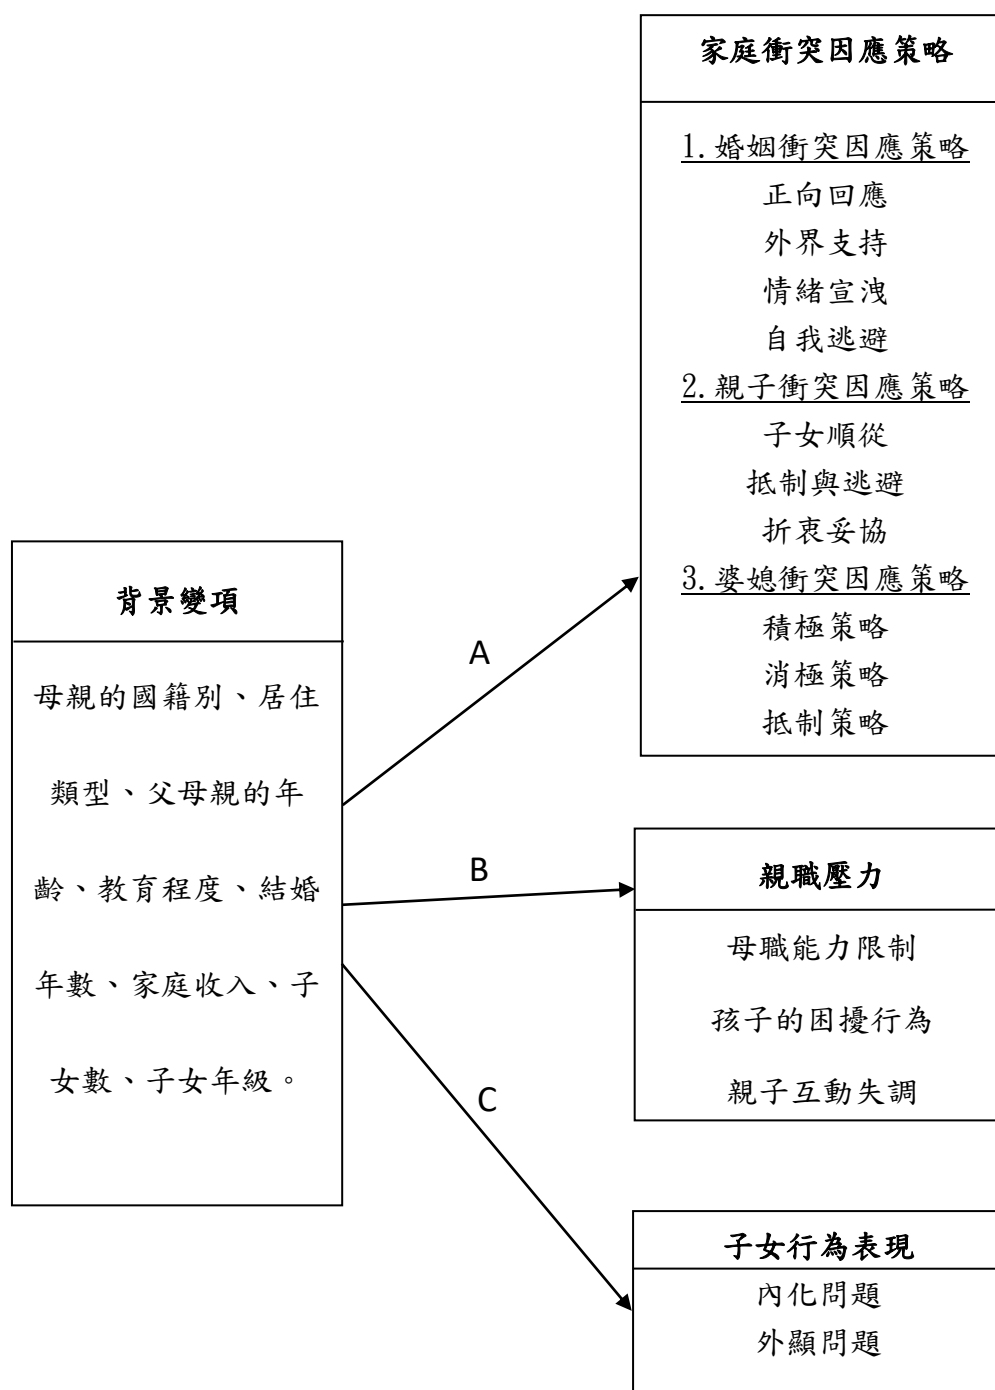 家庭衝突因應策略
1.婚姻衝突因應策略
正向回應
外界支持
情緒宣洩
自我逃避
2.親子衝突因應策略
子女順從
抵制與逃避
折衷妥協
3.婆媳衝突因應策略
積極策略
消極策略
抵制策略
背景變項
母親的國籍別、居住
類型、父母親的年
齡、教育程度、結婚
年數、家庭收入、子
女數、子女年級。
A
B
C
親職壓力
母職能力限制
孩子的困擾行為
親子互動失調
子女行為表現
內化問題
外顯問題